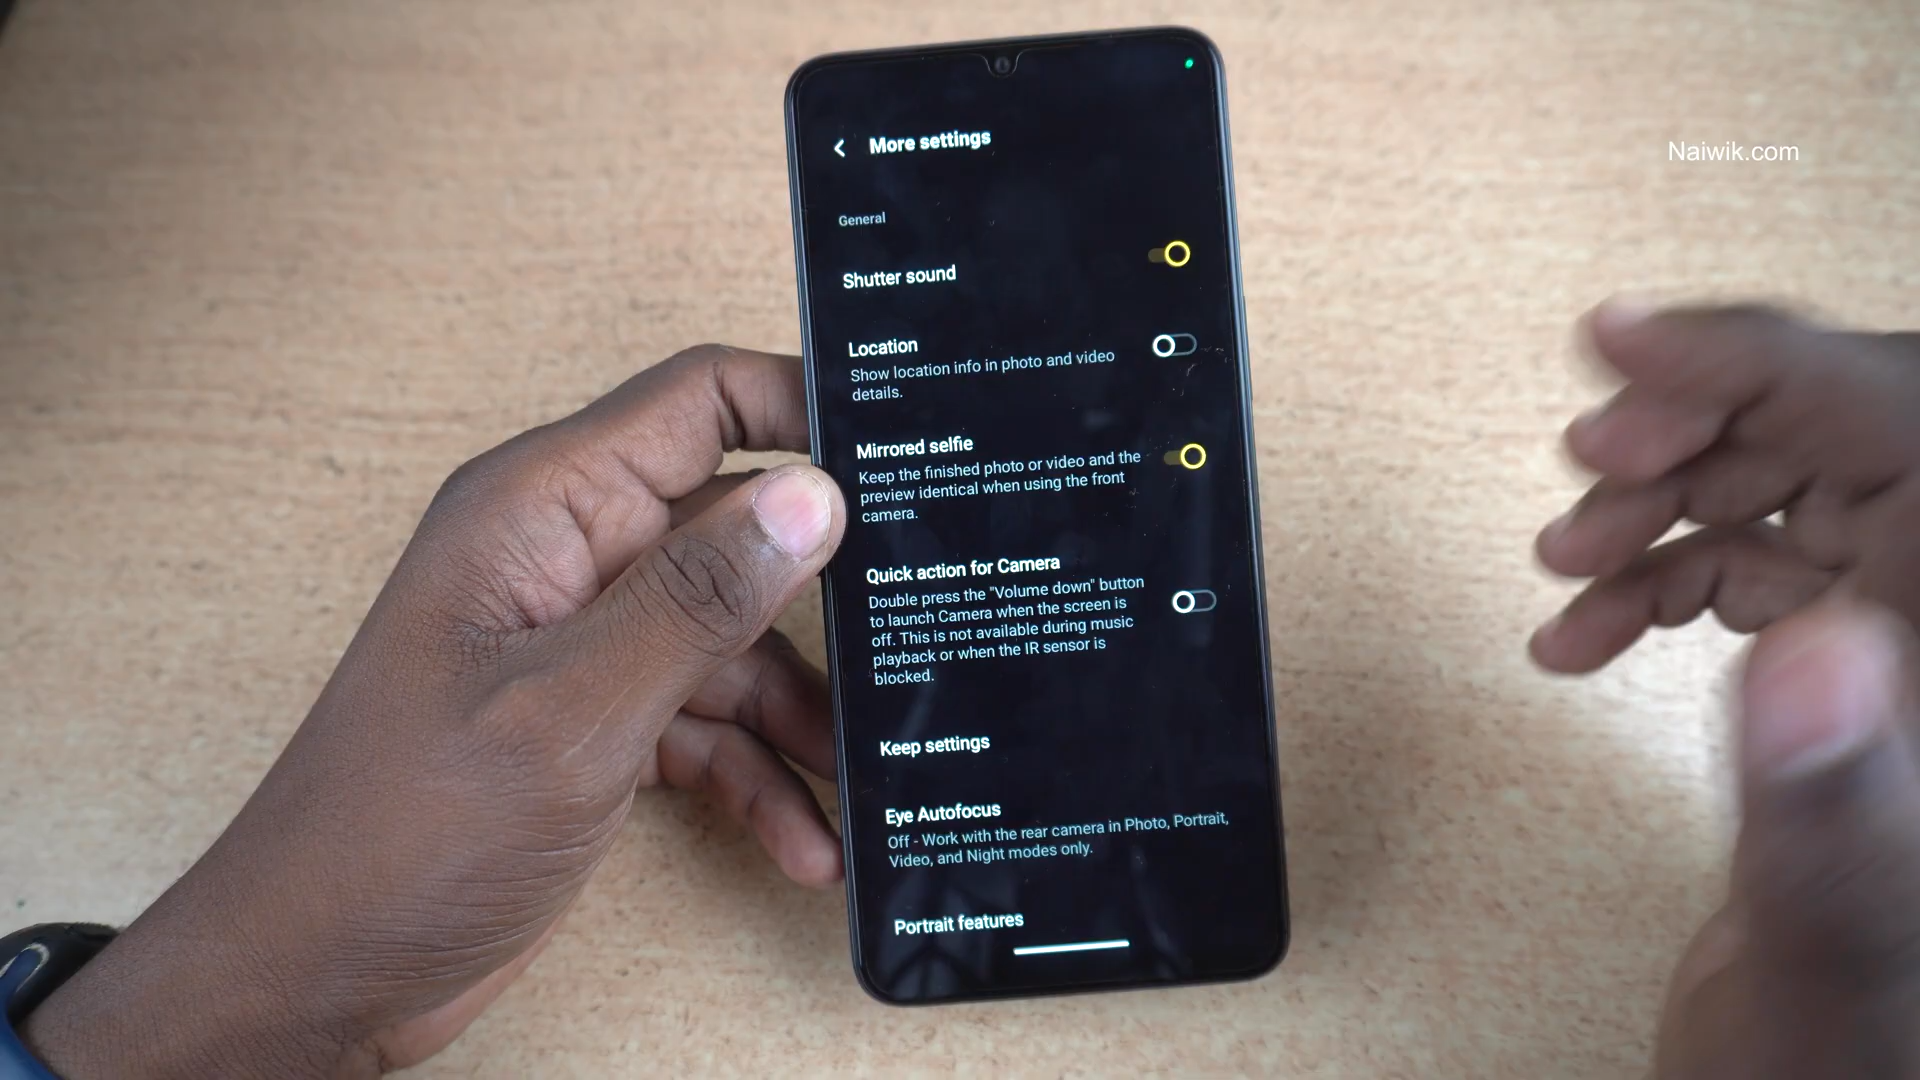 Naiwik.com
More settings
General
Shutter sound
Location
Show location info in photo and video
details.
Mirrored selfie
Keep the finished photo or video and the
preview identical when using the front
camera.
Quick action for Camera
Double press the "Volume down" button
to launch Camera when the screen is
off. This is not available during music
playback or when the IR sensor is
blocked.
Keep settings
Eye Autofocus
Off - Work with the rear camera in Photo, Portrait,
Video, and Night modes only.
Portrait features